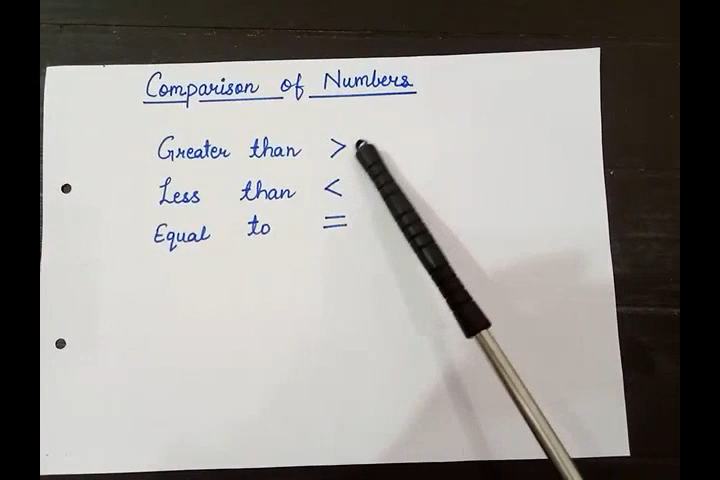 Comparison of Numbers
Greater than >
Less than <
Equal to =